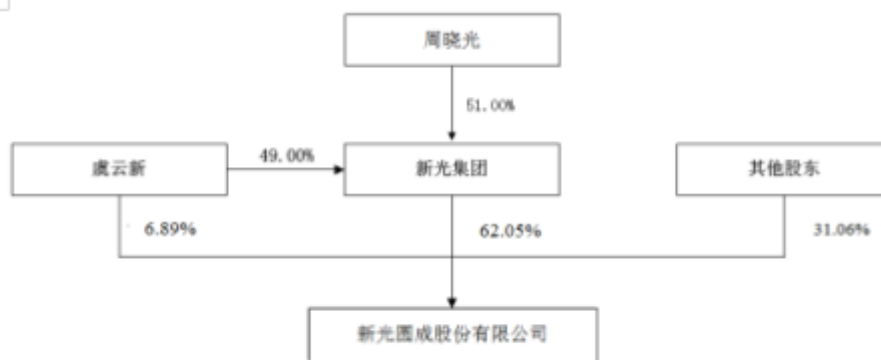 周晓光
51.00%
虞云新
49.00%
新光集团
其他股东
6.89%
62.05%
31.06%
新光圆成股份有限公司